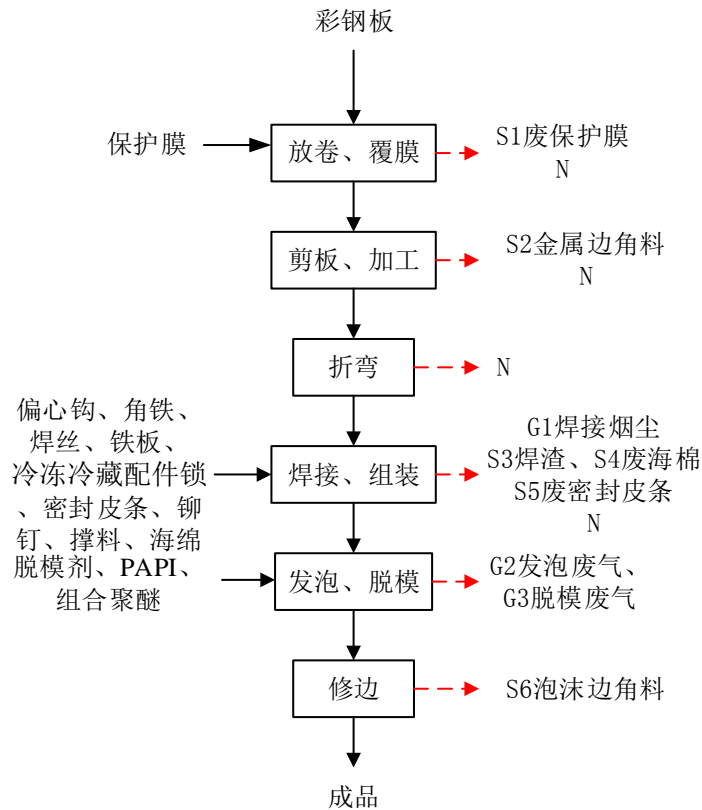 彩钢板
保护膜
放卷、覆膜
S1废保护膜
N
剪板、加工
S2金属边角料
N
折弯
N
偏心钩、角铁、
焊丝、铁板、
冷冻冷藏配件锁
、密封皮条、铆
钉、撑料、海绵
焊接、组装
G1焊接烟尘
S3焊渣、S4废海棉
S5废密封皮条
N
脱模剂、PAPI、
组合聚醚
发泡、脱模
G2发泡废气、
G3脱模废气
修边
S6泡沫边角料
成品